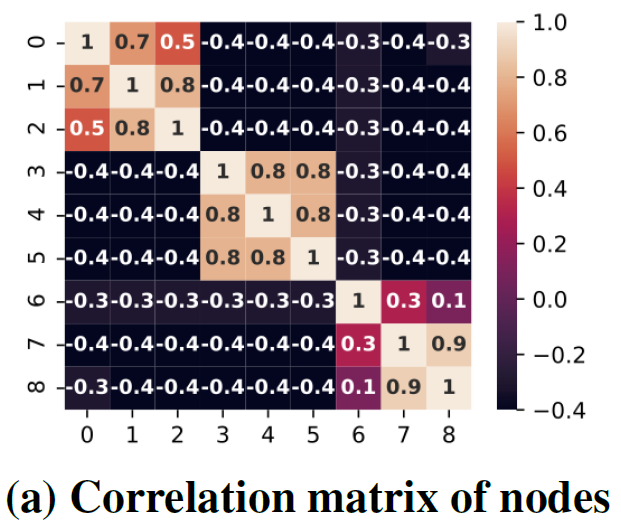 0 1 0.7 0.5 -0.4 -0.4 -0.4 -0.3 -0.4 -0.3 1.0
1 0.7 1 0.8 -0.4 -0.4 -0.4 -0.3 -0.4 -0.4 0.8
2 0.5 0.8 1 -0.4 -0.4 -0.4 -0.3 -0.4 -0.4 0.6
3 -0.4 -0.4 -0.4 1 0.8 0.8 -0.3 -0.4 -0.4 0.4
4 -0.4 -0.4 -0.4 0.8 1 0.8 -0.3 -0.4 -0.4 0.2
5 -0.4 -0.4 -0.4 0.8 0.8 1 -0.3 -0.4 -0.4
6 -0.3 -0.3 -0.3 -0.3 -0.3 -0.3 1 0.3 0.1 0.0
7 -0.4 -0.4 -0.4 -0.4 -0.4 -0.4 0.3 1 0.9 −0.2
8 -0.3 -0.4 -0.4 -0.4 -0.4 -0.4 0.1 0.9 1 −0.4
0 1 2 3 4 5 6 7 8
(a) Correlation matrix of nodes